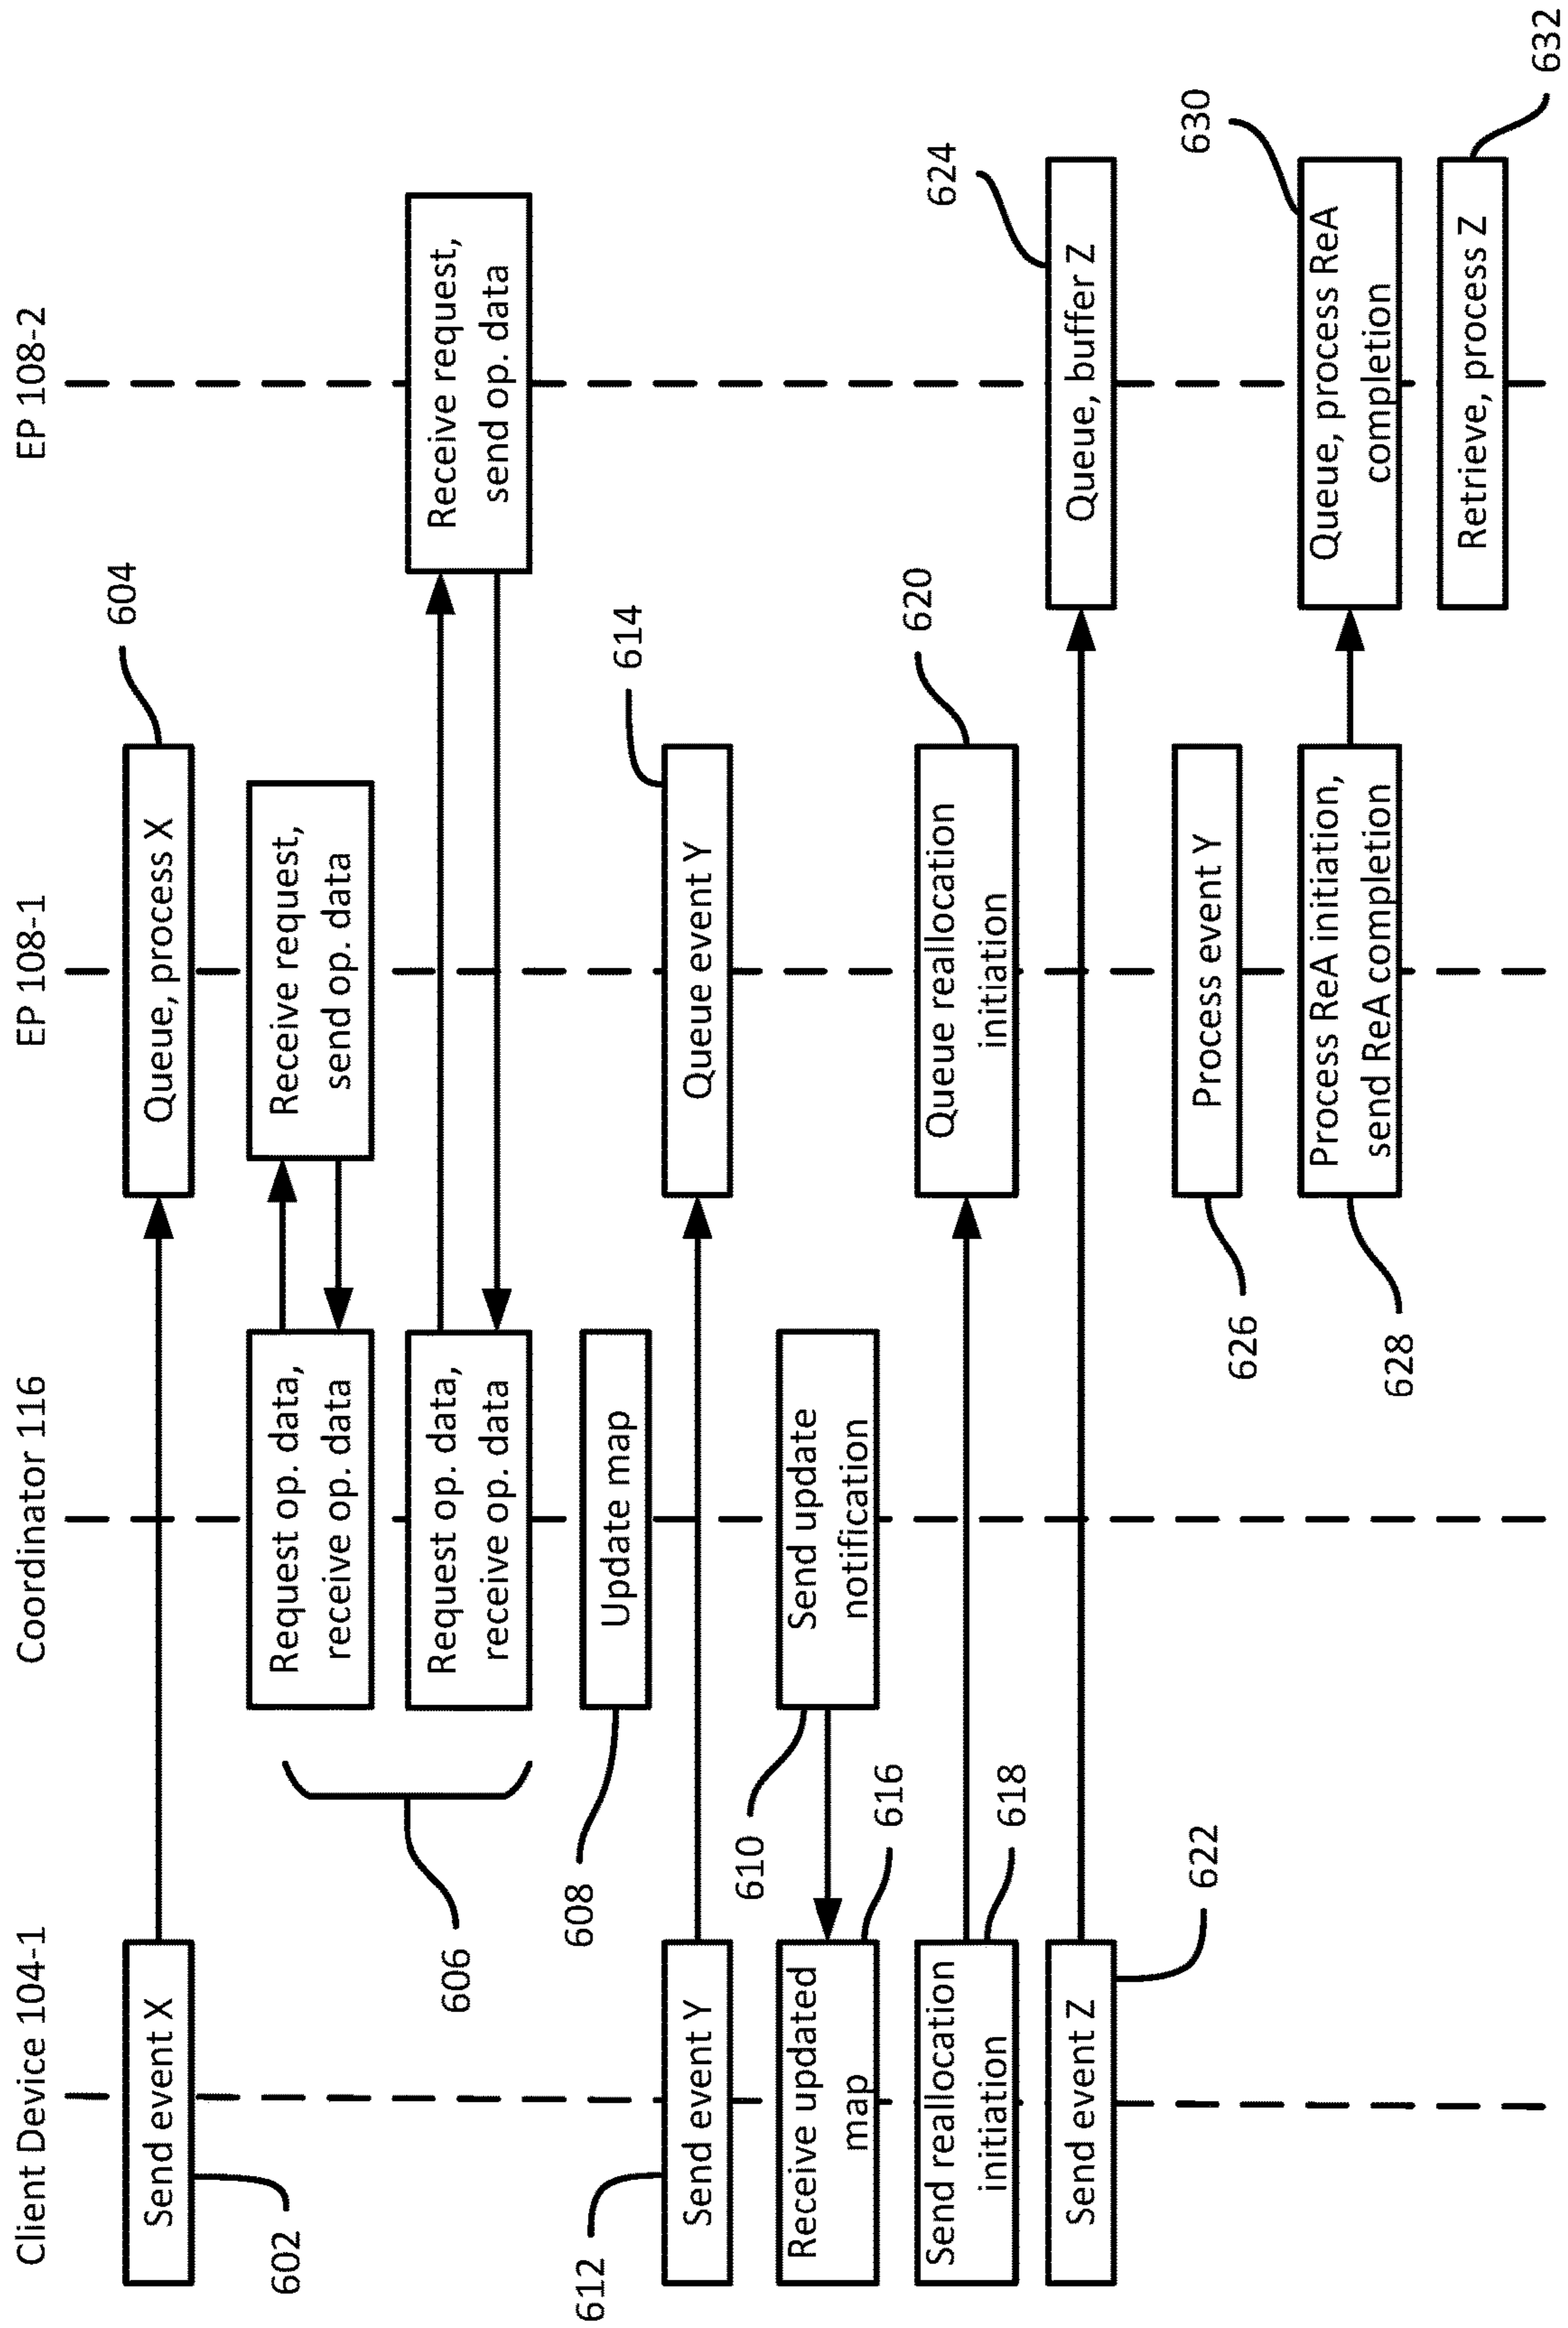 Client Device 104-1
Coordinator 116
EP 108-1
EP 108-2
Send event X
602
Queue, process X
604
Request op. data,
receive op. data
Receive request,
send op. data
Request op. data,
receive op. data
Receive request,
send op. data
606
Update map
608
Send event Y
612
Queue event Y
614
Receive updated
map
616
Send update
notification
610
Send reallocation
initiation
618
Queue reallocation
initiation
620
Send event Z
622
Queue, buffer Z
624
Process event Y
626
Process ReA initiation,
send ReA completion
628
Queue, process ReA
completion
630
Retrieve, process Z
632